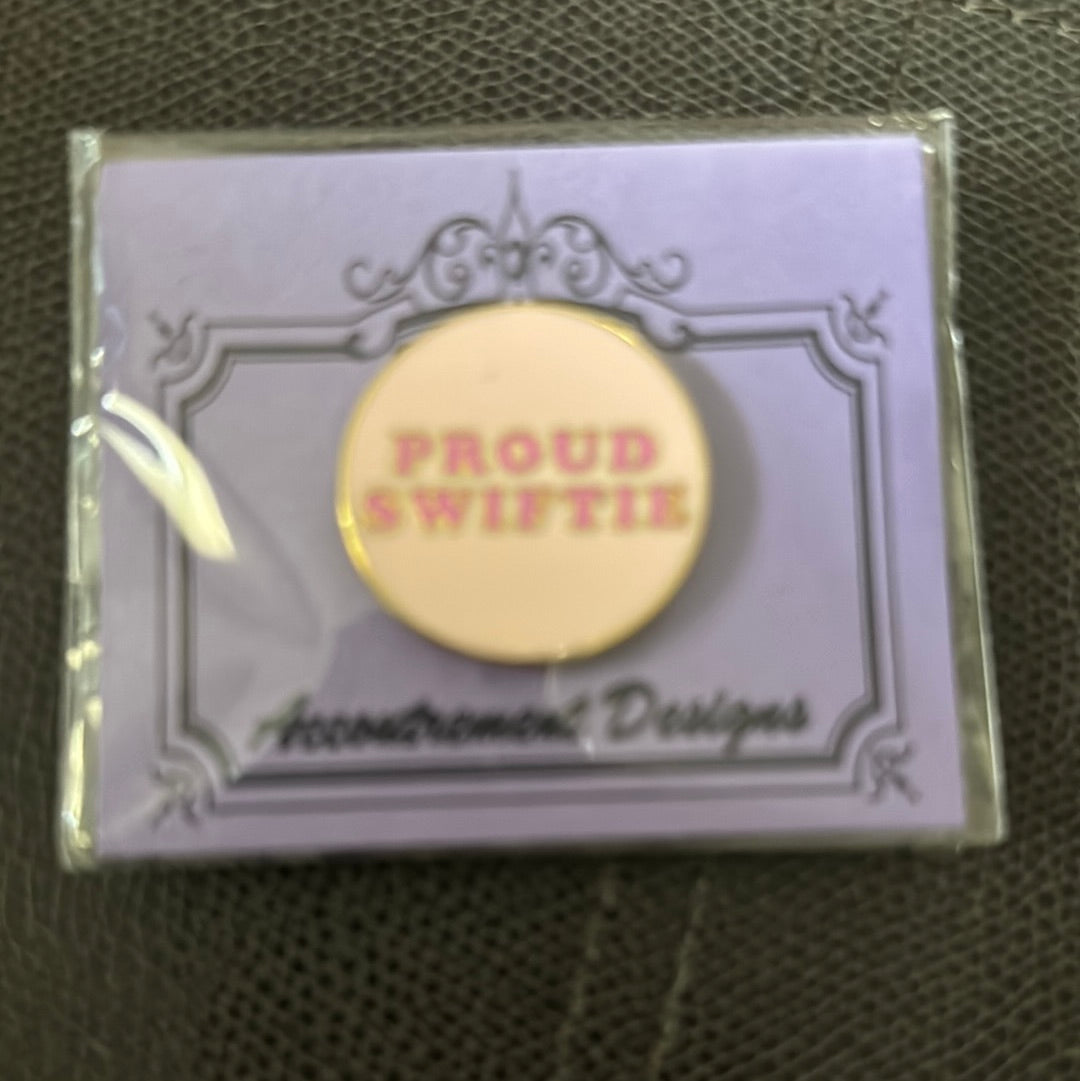 PROUD
SWIFTIE
Accoutrement Designs